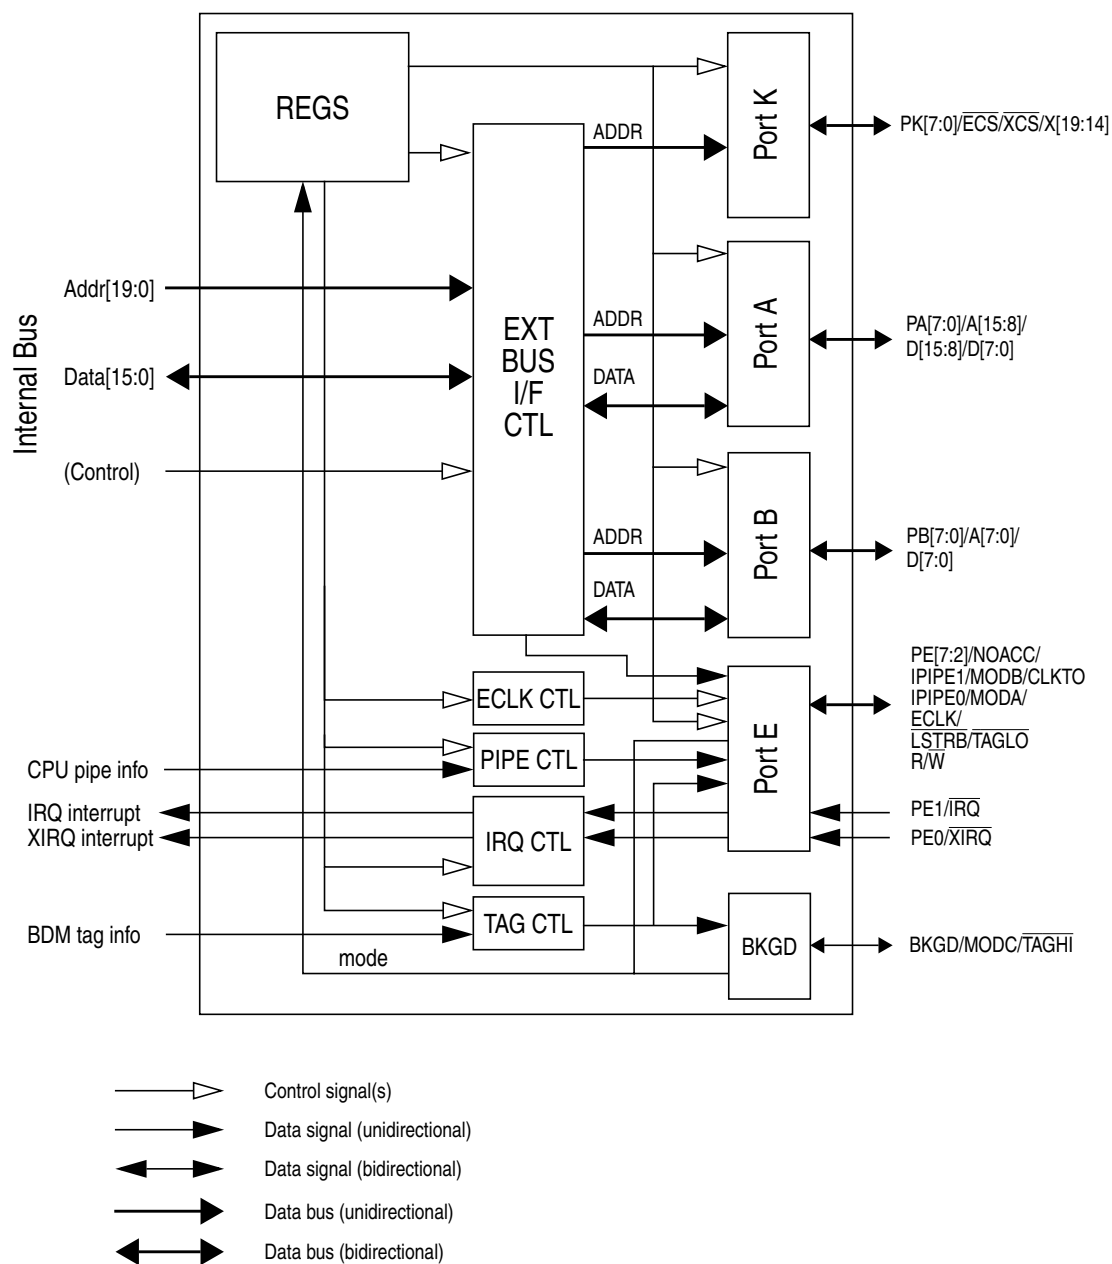 REGS
Port K
ADDR
PK[7:0]/ECS/XCS/X[19:14]
Internal Bus
Addr[19:0]
Data[15:0]
(Control)
EXT
BUS
I/F
CTL
ADDR
DATA
Port A
PA[7:0]/A[15:8]/
D[15:8]/D[7:0]
ADDR
DATA
Port B
PB[7:0]/A[7:0]/
D[7:0]
ECLK CTL
PIPE CTL
IRQ CTL
TAG CTL
Port E
PE[7:2]/NOACC/
IPIPE1/MODB/CLKTO
IPIPE0/MODA/
ECLK/
LSTRB/TAGLO
R/W
CPU pipe info
IRQ interrupt
XIRQ interrupt
PE1/IRQ
PE0/XIRQ
BDM tag info
mode
BKGD
BKGD/MODC/TAGHI
Control signal(s)
Data signal (unidirectional)
Data signal (bidirectional)
Data bus (unidirectional)
Data bus (bidirectional)